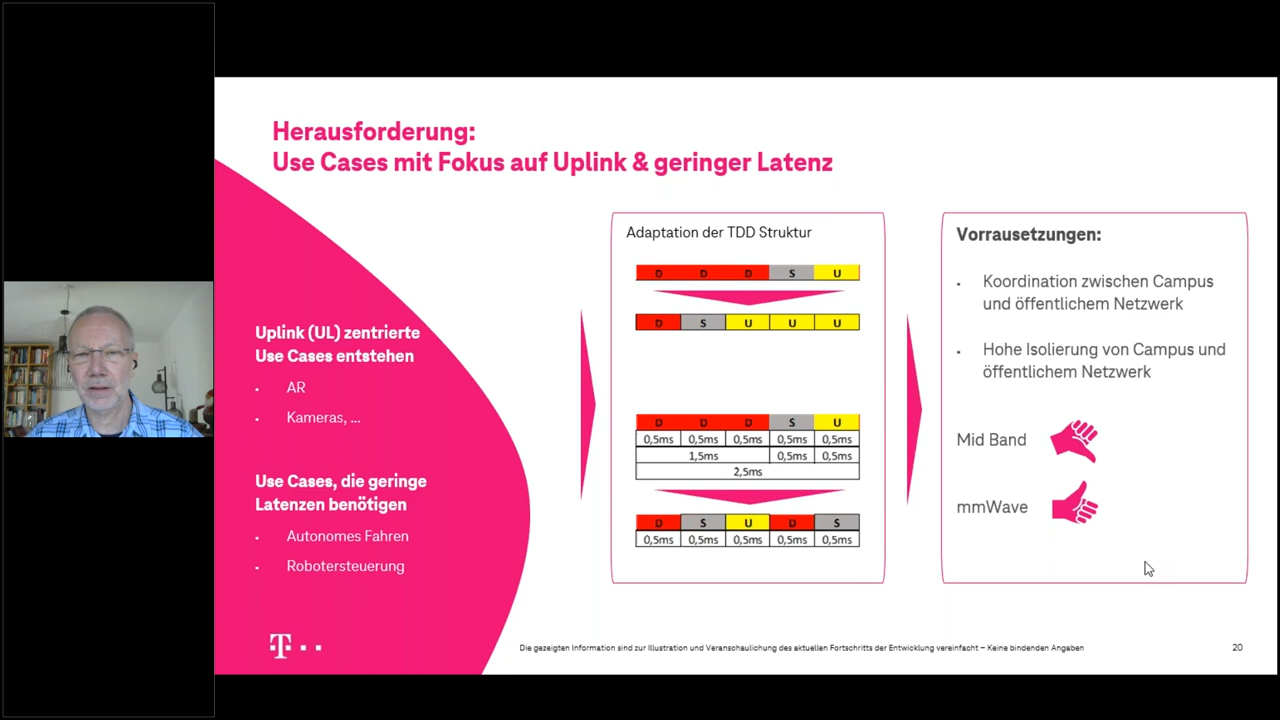 Herausforderung:
Use Cases mit Fokus auf Uplink & geringer Latenz
Uplink (UL) zentrierte
Use Cases entstehen
AR
Kameras, ...
Use Cases, die geringe
Latenzen benötigen
Autonomes Fahren
Robotersteuerung
Adaptation der TDD Struktur
D D D S U
D S U U U
D D D S U
0,5ms 0,5ms 0,5ms 0,5ms 0,5ms
1,5ms 0,5ms 0,5ms
2,5ms
D S U D S
0,5ms 0,5ms 0,5ms 0,5ms 0,5ms
Vorrausetzungen:
Koordination zwischen Campus
und öffentlichem Netzwerk
Hohe Isolierung von Campus und
öffentlichem Netzwerk
Mid Band
mmWave
T
Die gezeigten Information sind zur Illustration und Veranschaulichung des aktuellen Fortschritts der Entwicklung vereinfacht – Keine bindenden Angaben
20